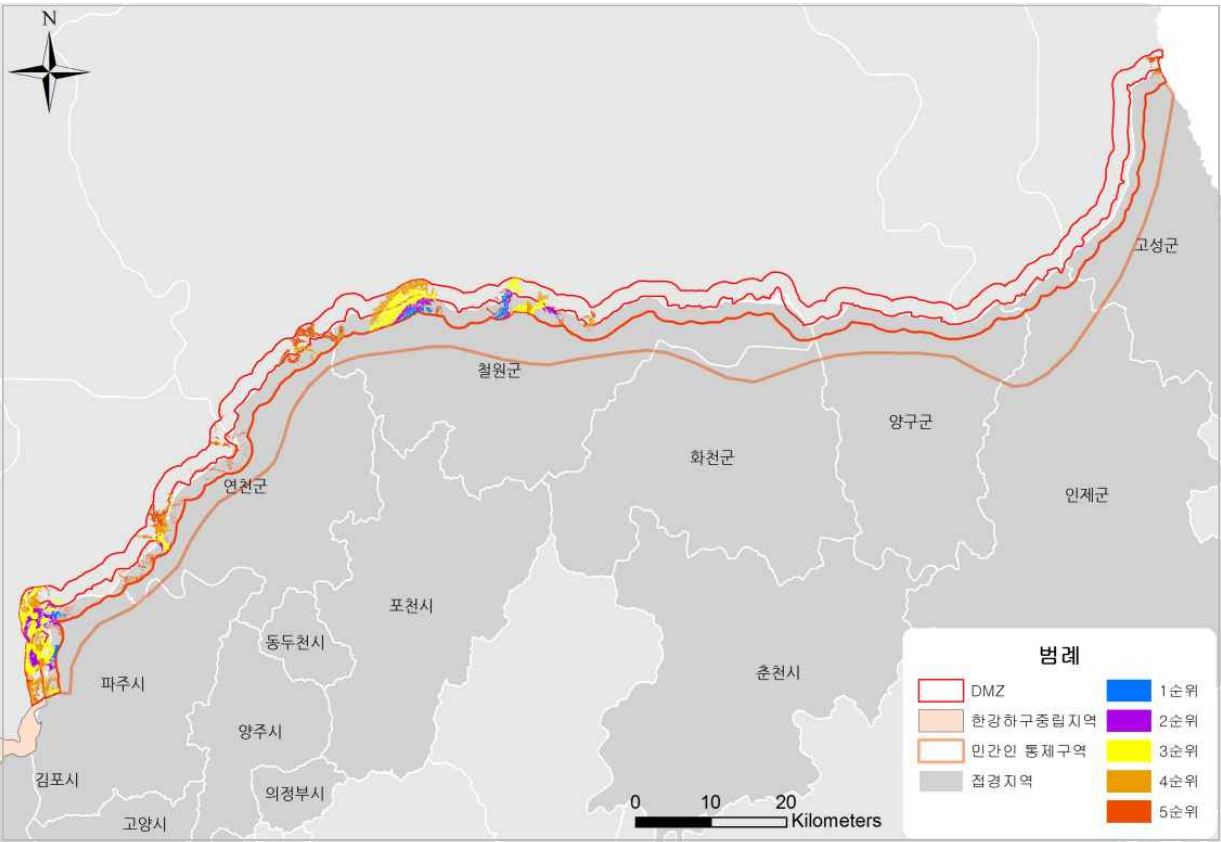 N
고성군
철원군
양구군
화천군
연천군
인제군
포천시
동두천시
춘천시
파주시
양주시
김포시
의정부시
고양시
0 10 20
Kilometers
범례
DMZ
한강하구중립지역
민간인 통제구역
접경지역
1순위
2순위
3순위
4순위
5순위